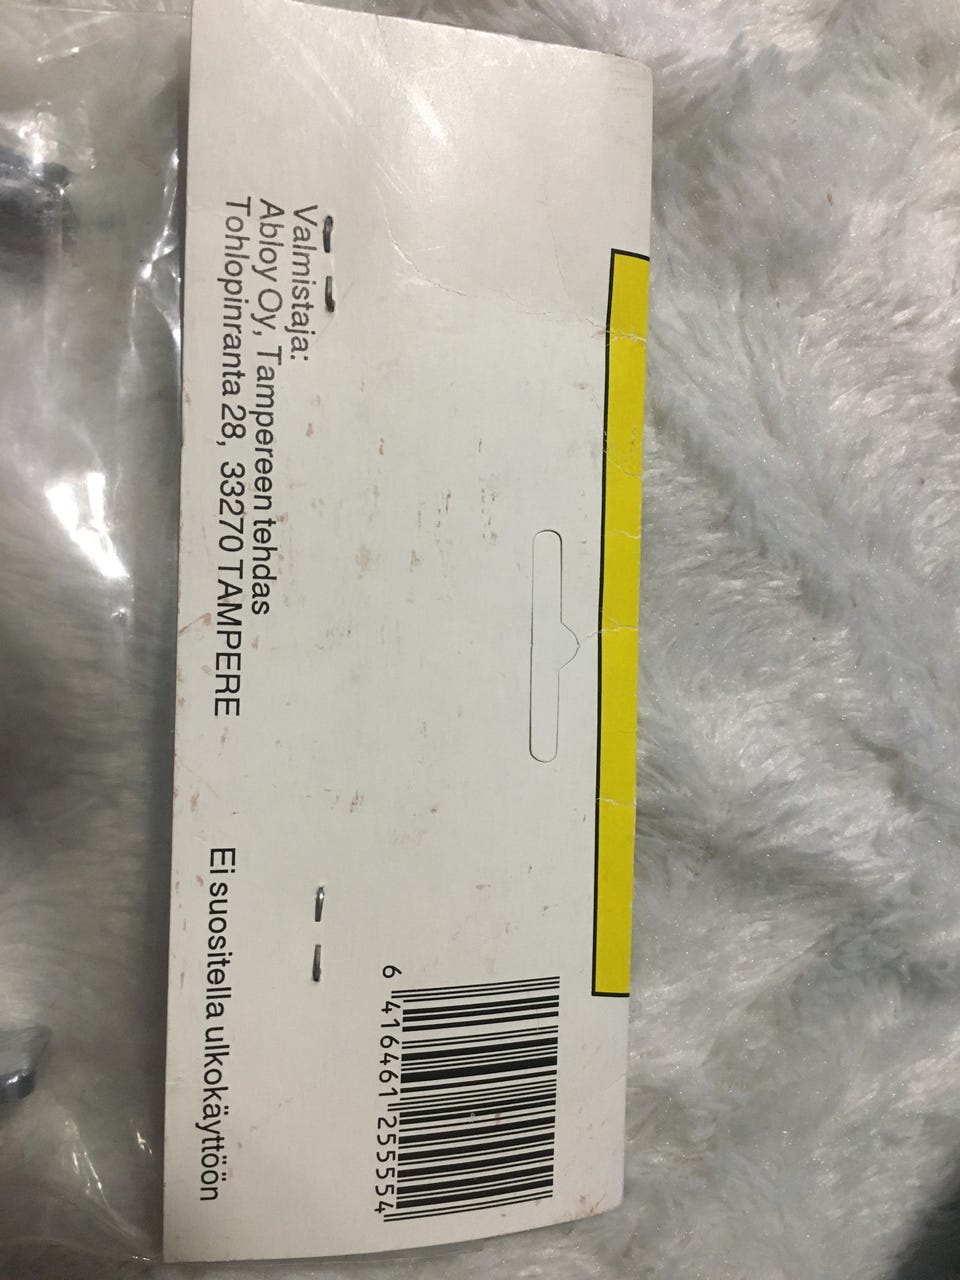 Valmistaja:
Abloy Oy, Tampereen tehdas
Tohlopinranta 28, 33270 TAMPERE
Ei suositella ulkokäyttöön
6 416461 255554